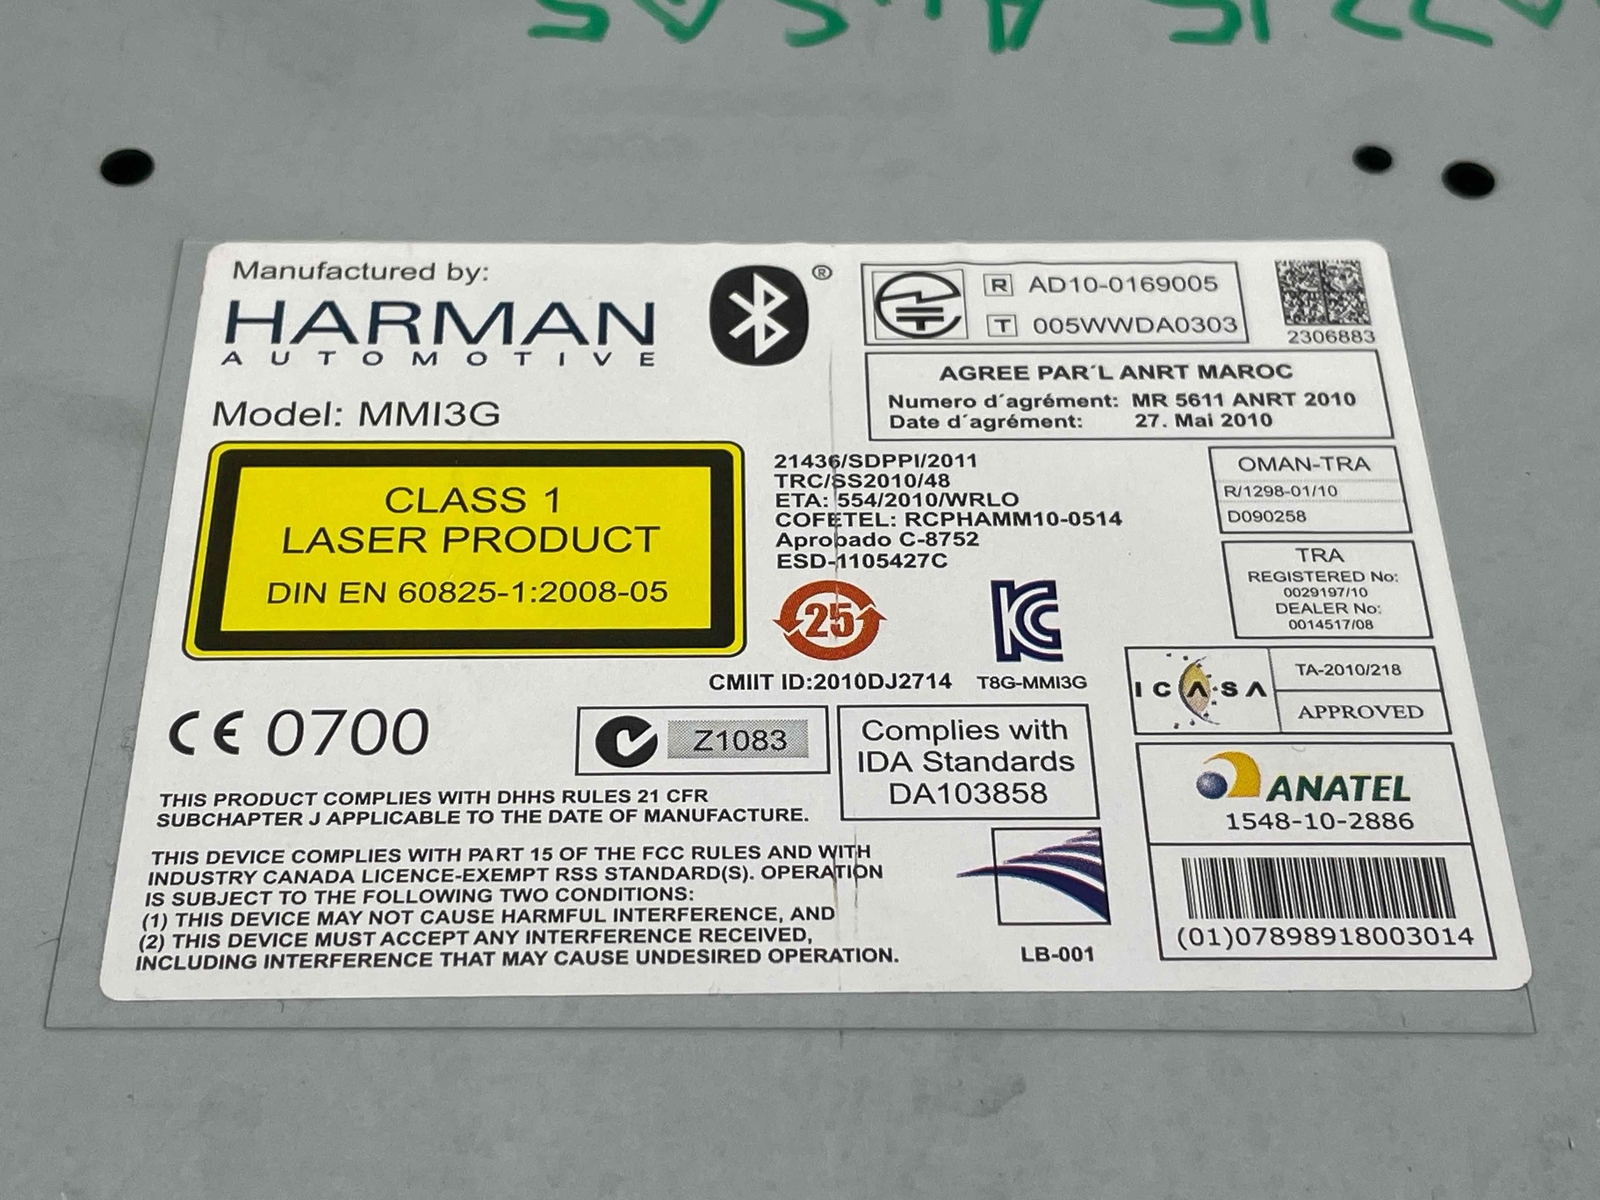 Manufactured by:
HARMAN
AUTOMOTIVE
®
Model: MMI3G
CLASS 1
LASER PRODUCT
DIN EN 60825-1:2008-05
R AD10-0169005
T 005WWDA0303
2306883
AGREE PAR´L ANRT MAROC
Numero d´agrément: MR 5611 ANRT 2010
Date d´agrément: 27. Mai 2010
21436/SDPPI/2011
TRC/SS2010/48
ETA: 554/2010/WRLO
COFETEL: RCPHAMM10-0514
Aprobado C-8752
ESD-1105427C
OMAN-TRA
R/1298-01/10
D090258
TRA
REGISTERED No:
0029197/10
DEALER No:
0014517/08
25
CMIIT ID:2010DJ2714
T8G-MMI3G
ICASA
TA-2010/218
APPROVED
CE 0700
Z1083
Complies with
IDA Standards
DA103858
ANATEL
1548-10-2886
(01)07898918003014
THIS PRODUCT COMPLIES WITH DHHS RULES 21 CFR
SUBCHAPTER J APPLICABLE TO THE DATE OF MANUFACTURE.
THIS DEVICE COMPLIES WITH PART 15 OF THE FCC RULES AND WITH
INDUSTRY CANADA LICENCE-EXEMPT RSS STANDARD(S). OPERATION
IS SUBJECT TO THE FOLLOWING TWO CONDITIONS:
(1) THIS DEVICE MAY NOT CAUSE HARMFUL INTERFERENCE, AND
(2) THIS DEVICE MUST ACCEPT ANY INTERFERENCE RECEIVED,
INCLUDING INTERFERENCE THAT MAY CAUSE UNDESIRED OPERATION.
LB-001